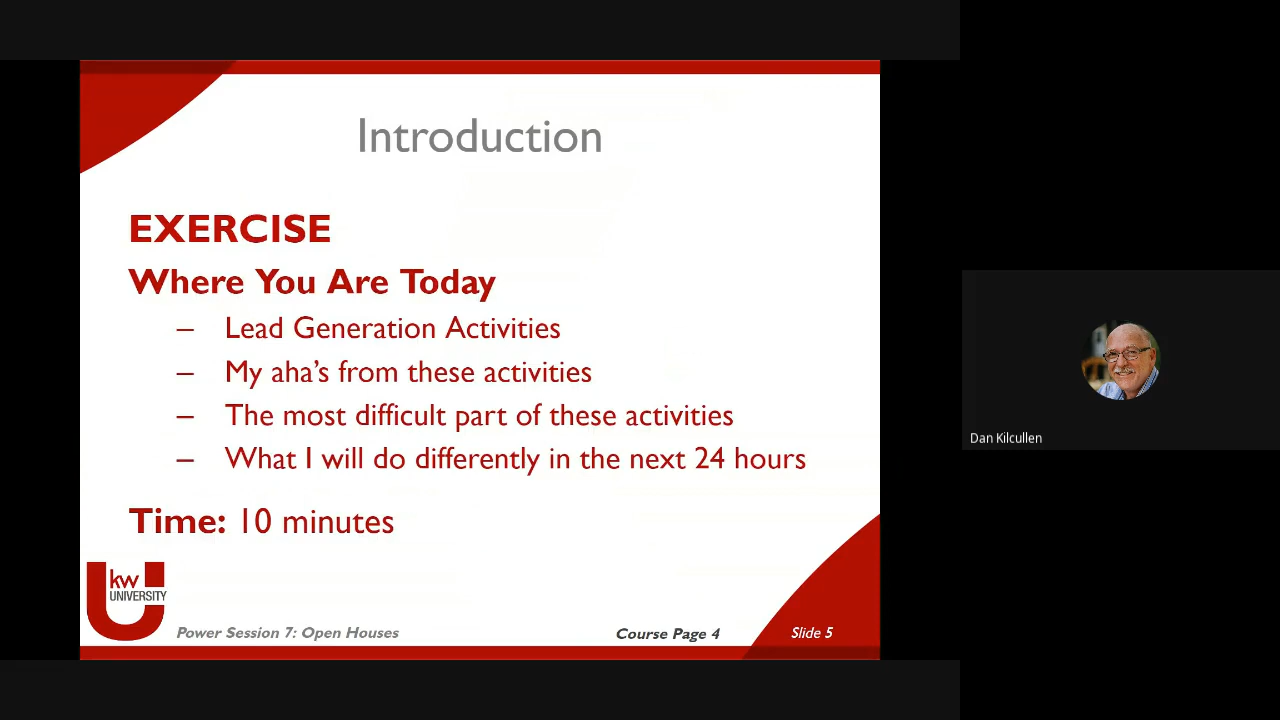 Introduction
EXERCISE
Where You Are Today
– Lead Generation Activities
– My aha's from these activities
– The most difficult part of these activities
– What I will do differently in the next 24 hours
Time: 10 minutes
kw
UNIVERSITY
Power Session 7: Open Houses
Course Page 4
Slide 5
Dan Kilcullen